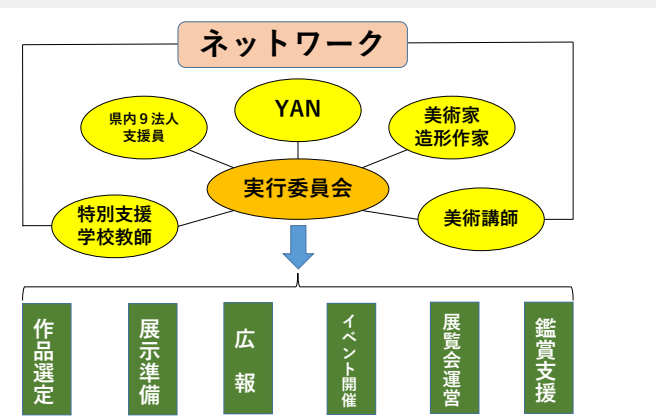 ネットワーク
YAN
県内９法人
支援員
美術家
造形作家
実行委員会
特別支援
学校教師
美術講師
作品選定
展示準備
広報
イベント開催
展覧会運営
鑑賞支援